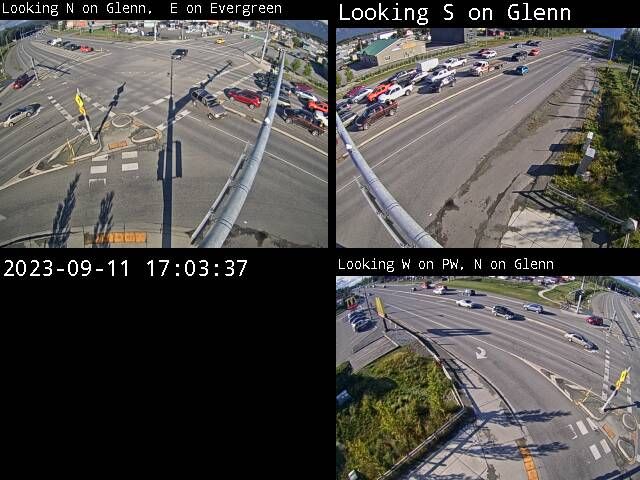 Looking N on Glenn,  E on Evergreen
Looking S on Glenn
2023-09-11 17:03:37
Looking W on PW, N on Glenn